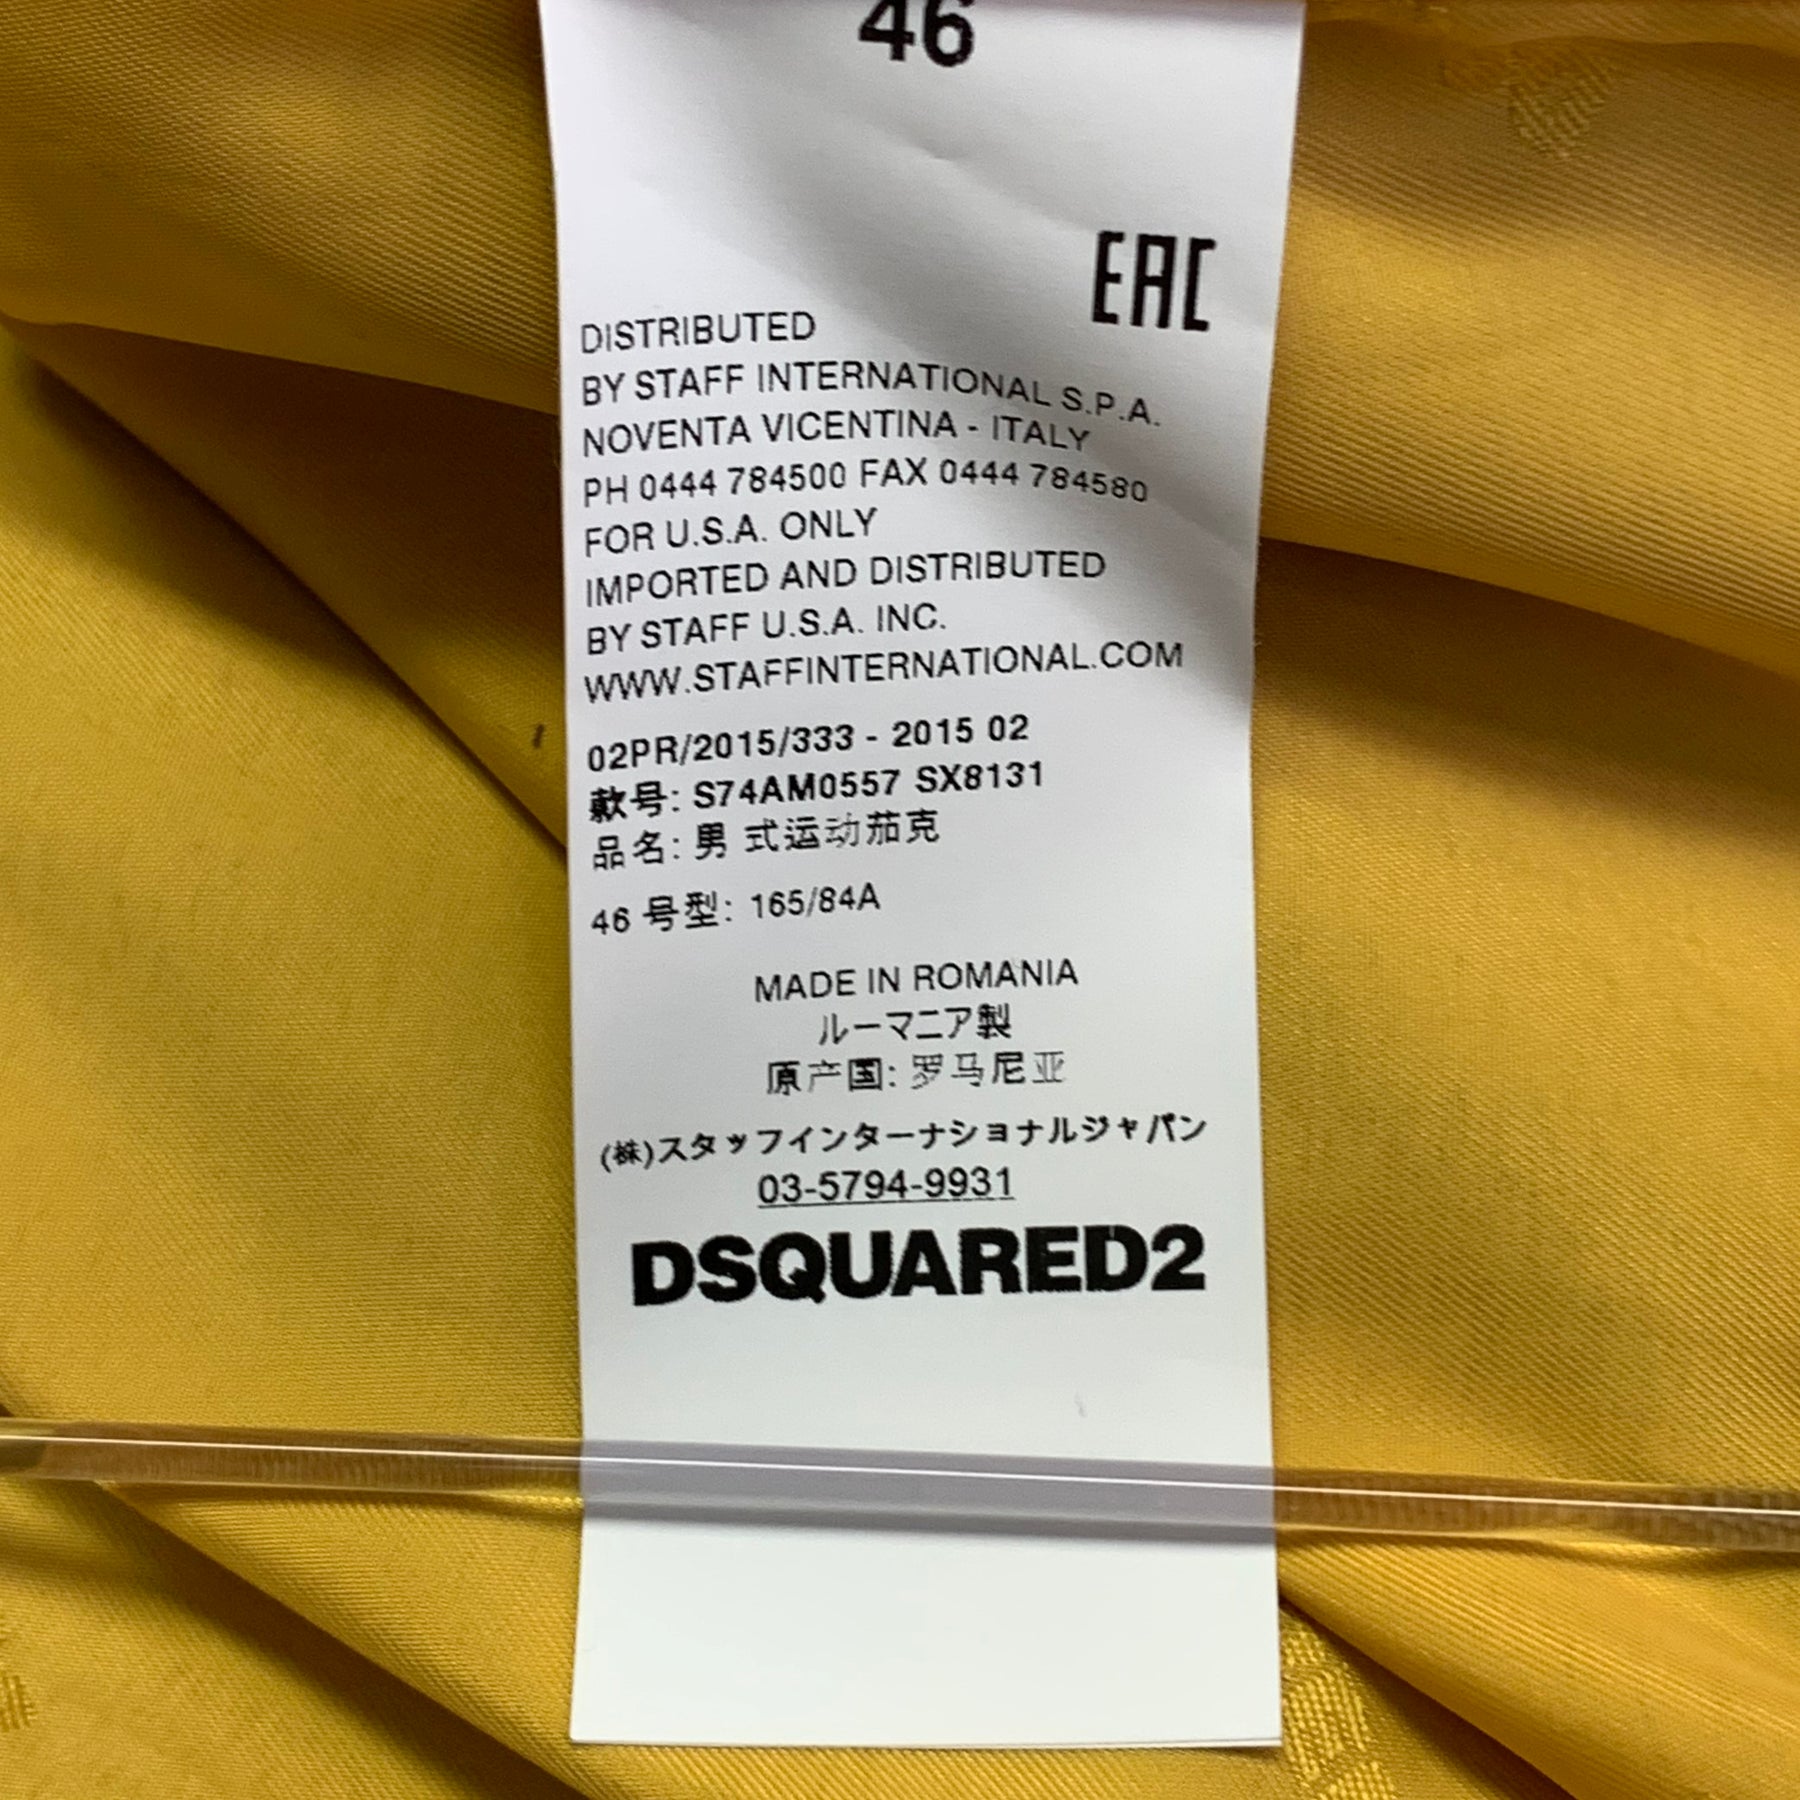 46
EAC
DISTRIBUTED
BY STAFF INTERNATIONAL S.P.A.
NOVENTA VICENTINA - ITALY
PH 0444 784500 FAX 0444 784580
FOR U.S.A. ONLY
IMPORTED AND DISTRIBUTED
BY STAFF U.S.A. INC.
WWW.STAFFINTERNATIONAL.COM
02PR/2015/333 - 2015 02
款号: S74AM0557 SX8131
品名: 男 式运动茄克
46 号型: 165/84A
MADE IN ROMANIA
ルーマニア製
原产国: 罗马尼亚
(株)スタッフインターナショナルジャパン
03-5794-9931
DSQUARED2